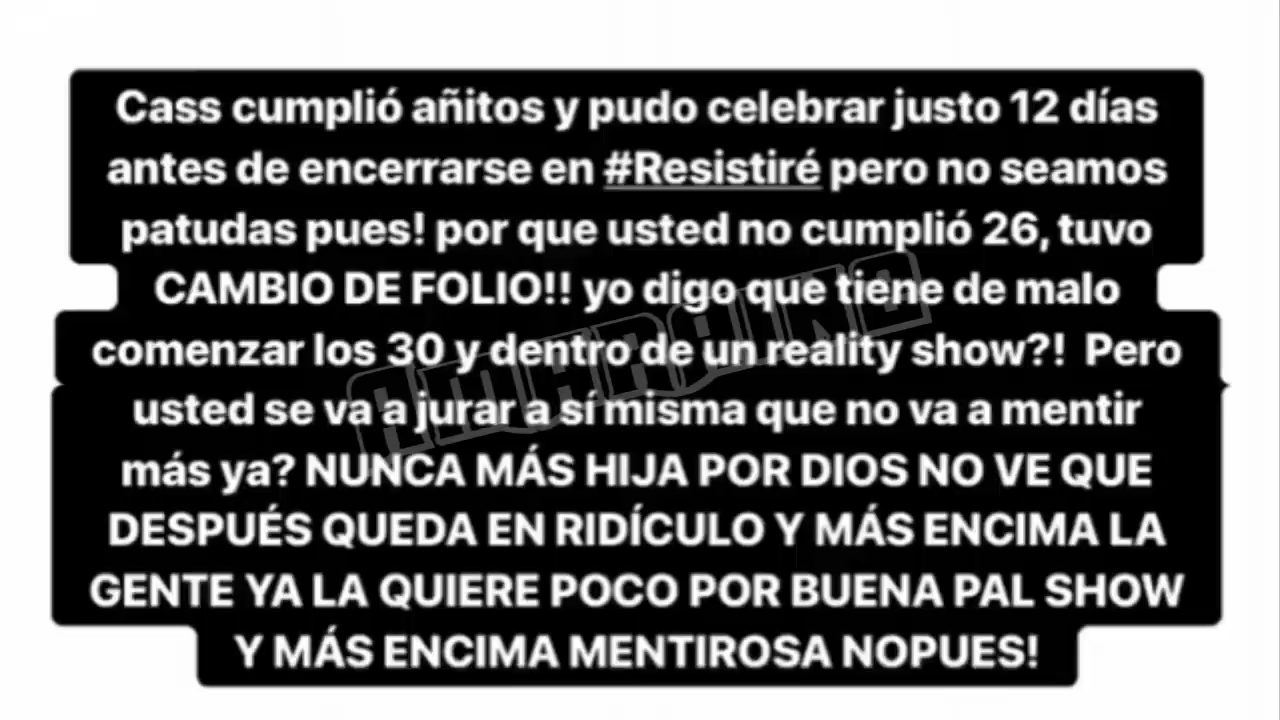 Cass cumplió añitos y pudo celebrar justo 12 días
antes de encerrarse en #Resistiré pero no seamos
patudas pues! por que usted no cumplió 26, tuvo
CAMBIO DE FOLIO!! yo digo que tiene de malo
comenzar los 30 y dentro de un reality show?! Pero
usted se va a jurar a sí misma que no va a mentir
más ya? NUNCA MÁS HIJA POR DIOS NO VE QUE
DESPUÉS QUEDA EN RIDÍCULO Y MÁS ENCIMA LA
GENTE YA LA QUIERE POCO POR BUENA PAL SHOW
Y MÁS ENCIMA MENTIROSA NOPUES!